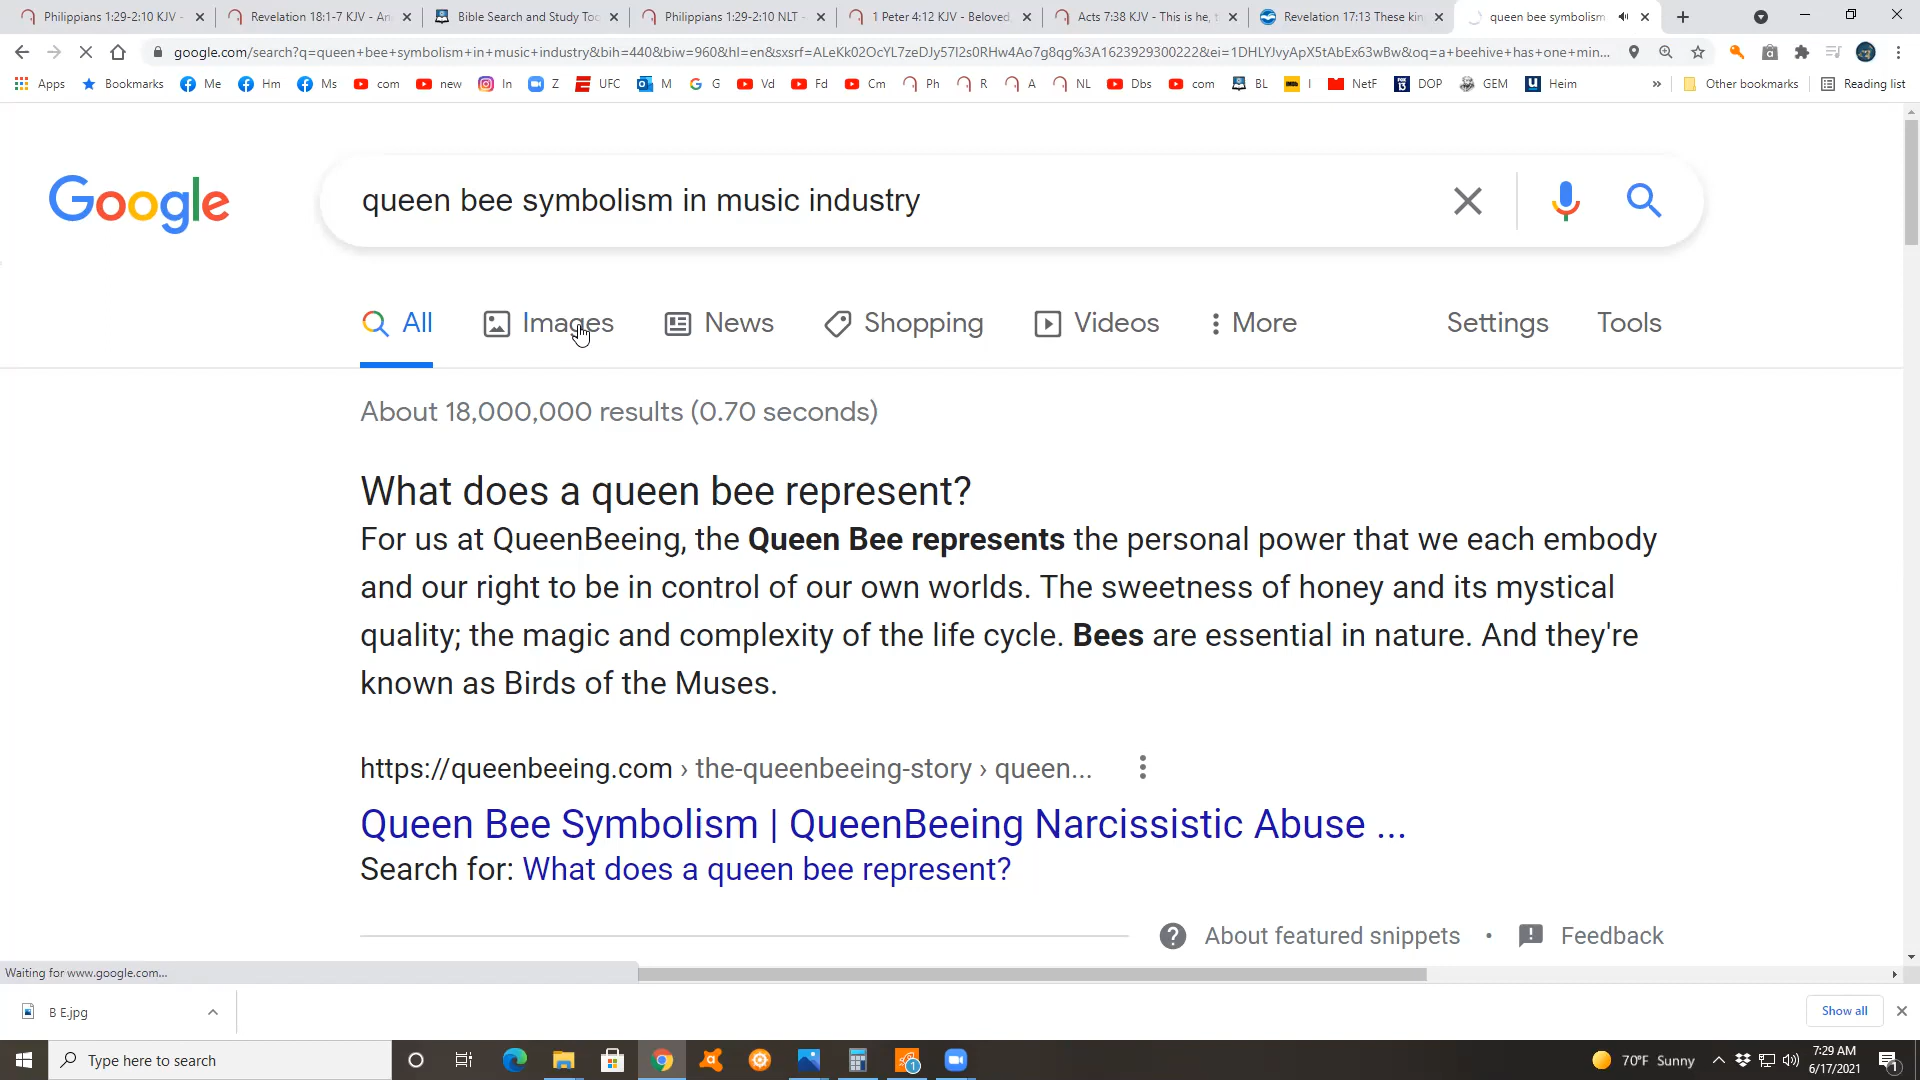 Philippians 1:29-2:10 KJV -
Revelation 18:1-7 KJV - An
Bible Search and Study Too
Philippians 1:29-2:10 NLT -
1 Peter 4:12 KJV - Beloved,
Acts 7:38 KJV - This is he, t
Revelation 17:13 These kin
queen bee symbolism
google.com/search?q=queen+bee+symbolism+in+music+industry&bih=440&biw=960&hl=en&sxsrf=ALeKk02OcYL7zeDJy57I2s0RHw4Ao7g8qg%3A1623929300222&ei=1DHLYJvyApX5tAbEx63wBw&oq=a+beehive+has+one+min...
Apps
Bookmarks
Me
Hm
Ms
com
new
In
Z
UFC
M
G
Vd
Fd
Cm
Ph
R
A
NL
Dbs
com
BL
I
NetF
DOP
GEM
Heim
»
Other bookmarks
Reading list
Google
queen bee symbolism in music industry
All
Images
News
Shopping
Videos
More
Settings
Tools
About 18,000,000 results (0.70 seconds)
What does a queen bee represent?
For us at QueenBeeing, the Queen Bee represents the personal power that we each embody
and our right to be in control of our own worlds. The sweetness of honey and its mystical
quality; the magic and complexity of the life cycle. Bees are essential in nature. And they're
known as Birds of the Muses.
https://queenbeeing.com › the-queenbeeing-story › queen...
Queen Bee Symbolism | QueenBeeing Narcissistic Abuse ...
Search for: What does a queen bee represent?
About featured snippets • Feedback
Waiting for www.google.com...
B E.jpg
Show all
Type here to search
70°F Sunny
7:29 AM
6/17/2021